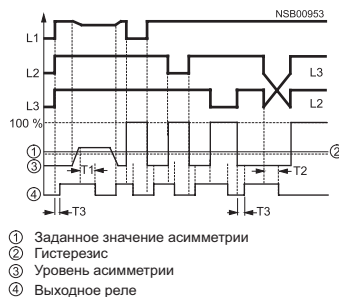 NSB00953
L1
L2
L3
L3
L2
100 %
①
②
T1
T2
③
④
T3
T3
① Заданное значение асимметрии
② Гистерезис
③ Уровень асимметрии
④ Выходное реле